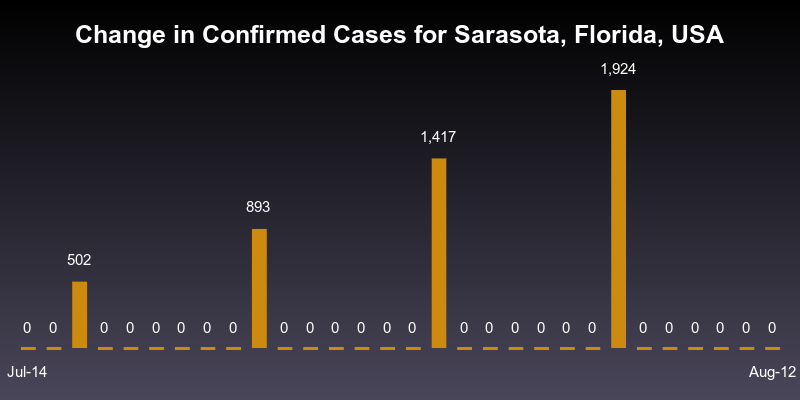 Change in Confirmed Cases for Sarasota, Florida, USA
1,924
1,417
893
502
0 0 0 0 0 0 0 0 0 0 0 0 0 0 0 0 0 0 0 0 0 0 0 0 0 0
Jul-14 Aug-12